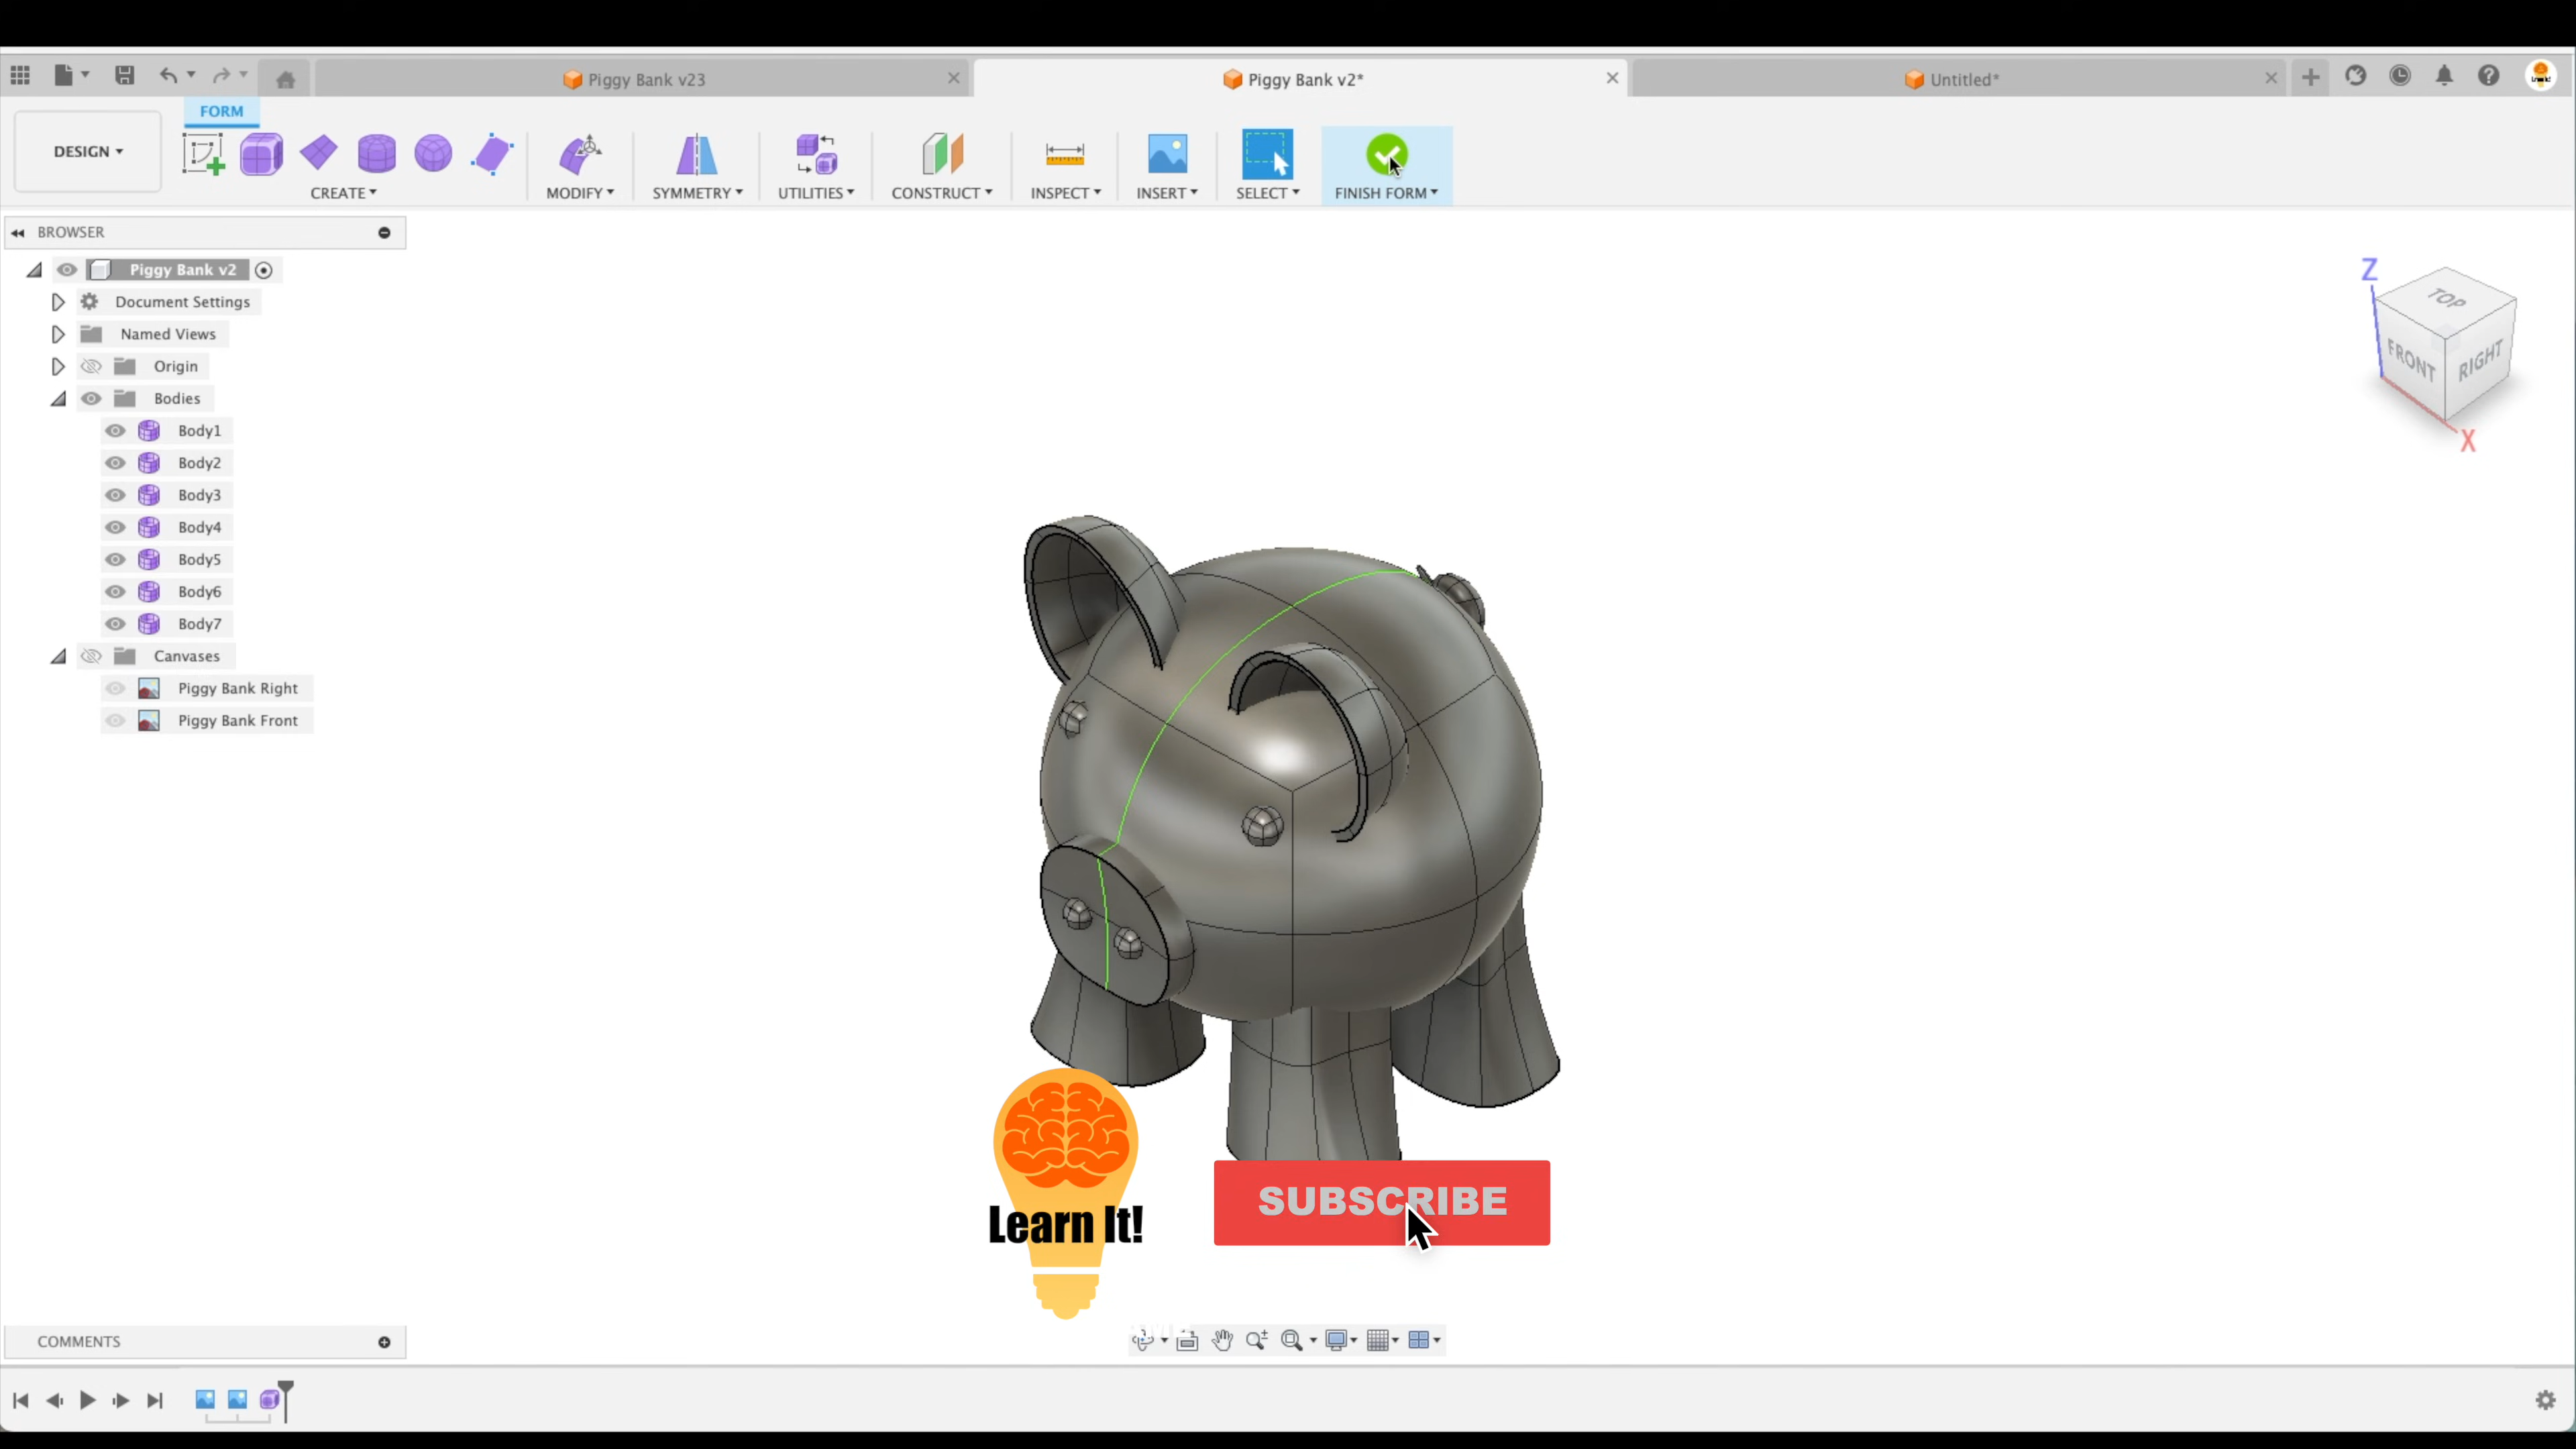 Piggy Bank v23
Piggy Bank v2*
Untitled*
FORM
DESIGN
CREATE
MODIFY
SYMMETRY
UTILITIES
CONSTRUCT
INSPECT
INSERT
SELECT
FINISH FORM
BROWSER
Piggy Bank v2
Document Settings
Named Views
Origin
Bodies
Body1
Body2
Body3
Body4
Body5
Body6
Body7
Canvases
Piggy Bank Right
Piggy Bank Front
Z
TOP
FRONT
RIGHT
X
Learn It!
SUBSCRIBE
COMMENTS